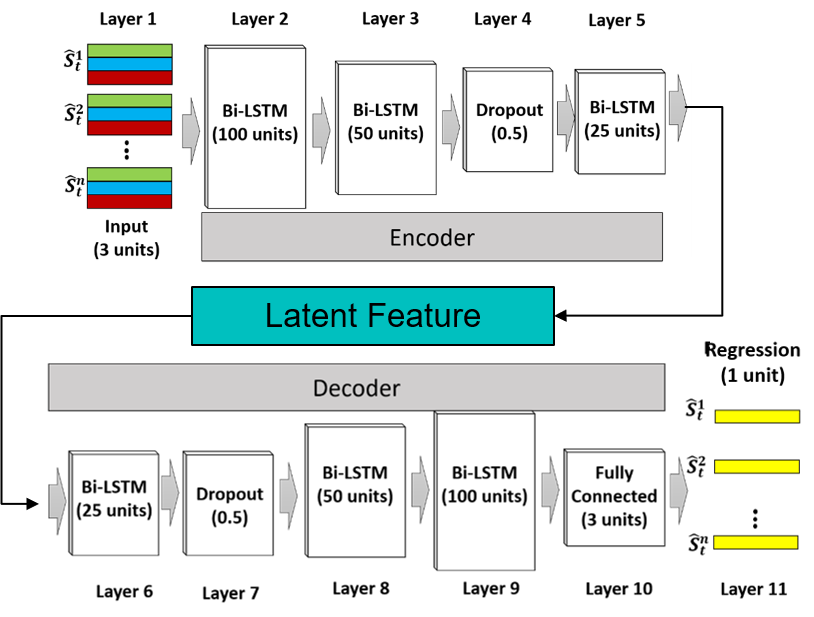 Layer 1
Layer 2
Layer 3
Layer 4
Layer 5
Ŝ¹ₜ
Ŝ²ₜ
⋮
Ŝⁿₜ
Input
(3 units)
Bi-LSTM
(100 units)
Bi-LSTM
(50 units)
Dropout
(0.5)
Bi-LSTM
(25 units)
Encoder
Latent Feature
Decoder
Regression
(1 unit)
Bi-LSTM
(25 units)
Dropout
(0.5)
Bi-LSTM
(50 units)
Bi-LSTM
(100 units)
Fully
Connected
(3 units)
Ŝ¹ₜ
Ŝ²ₜ
⋮
Ŝⁿₜ
Layer 6
Layer 7
Layer 8
Layer 9
Layer 10
Layer 11